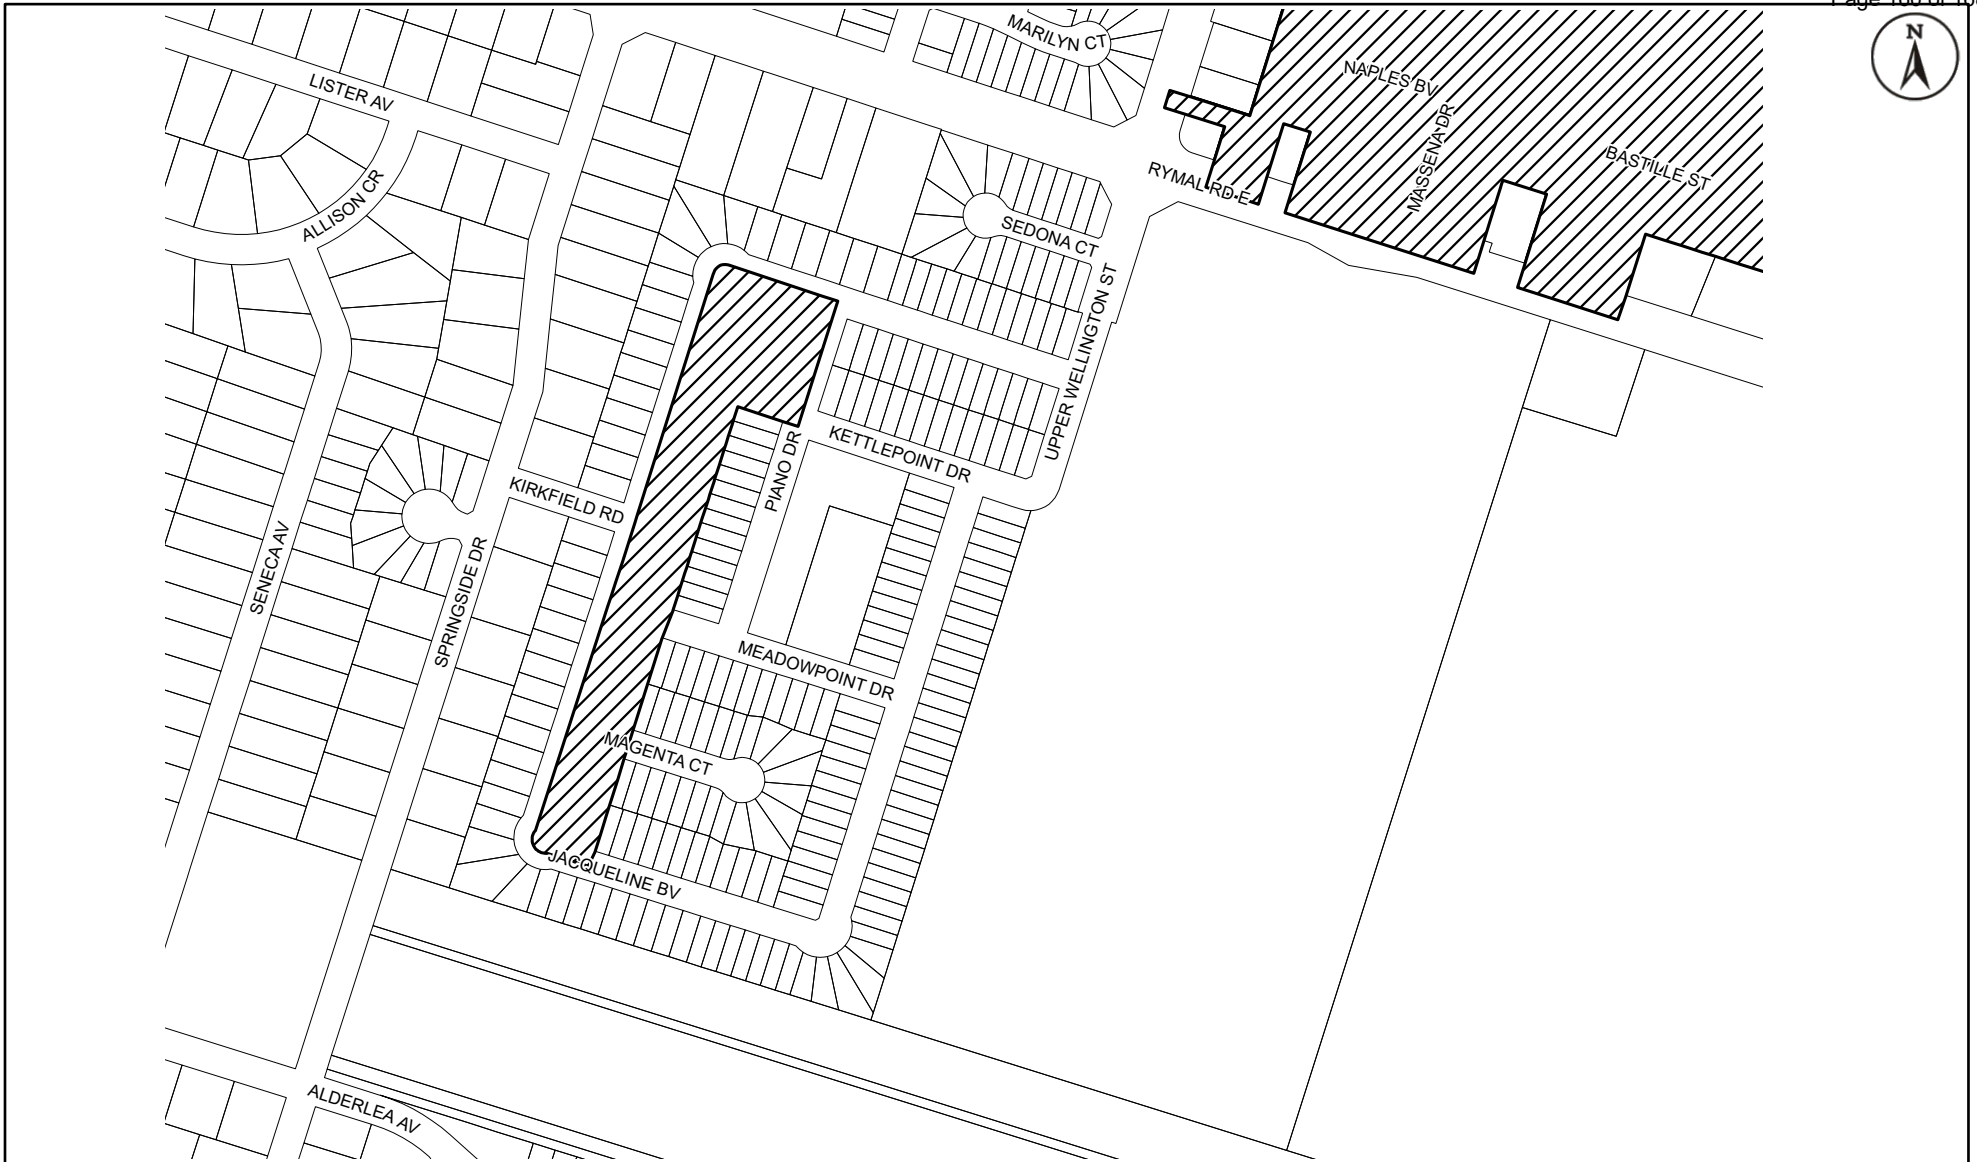 N
MARILYN CT
LISTER AV
NAPLES BV
MASSENA DR
BASTILLE ST
RYMAL RD E
ALLISON CR
SEDONA CT
UPPER WELLINGTON ST
KETTLEPOINT DR
PIANO DR
KIRKFIELD RD
SENECA AV
SPRINGSIDE DR
MEADOWPOINT DR
MAGENTA CT
JACQUELINE BV
ALDERLEA AV